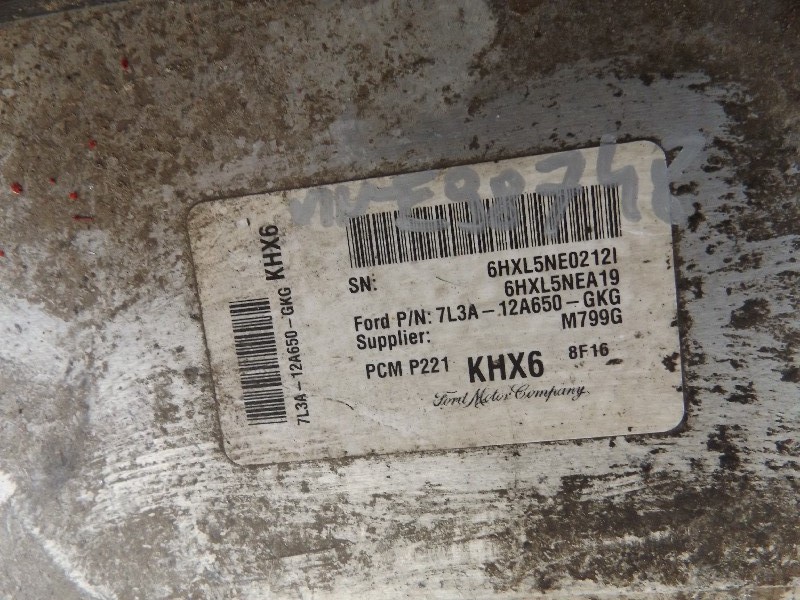 6HXL5NE0212I
SN: 6HXL5NEA19
Ford P/N: 7L3A-12A650-GKG
Supplier: M799G
PCM P221 KHX6 8F16
Ford Motor Company
7L3A-12A650-GKG KHX6